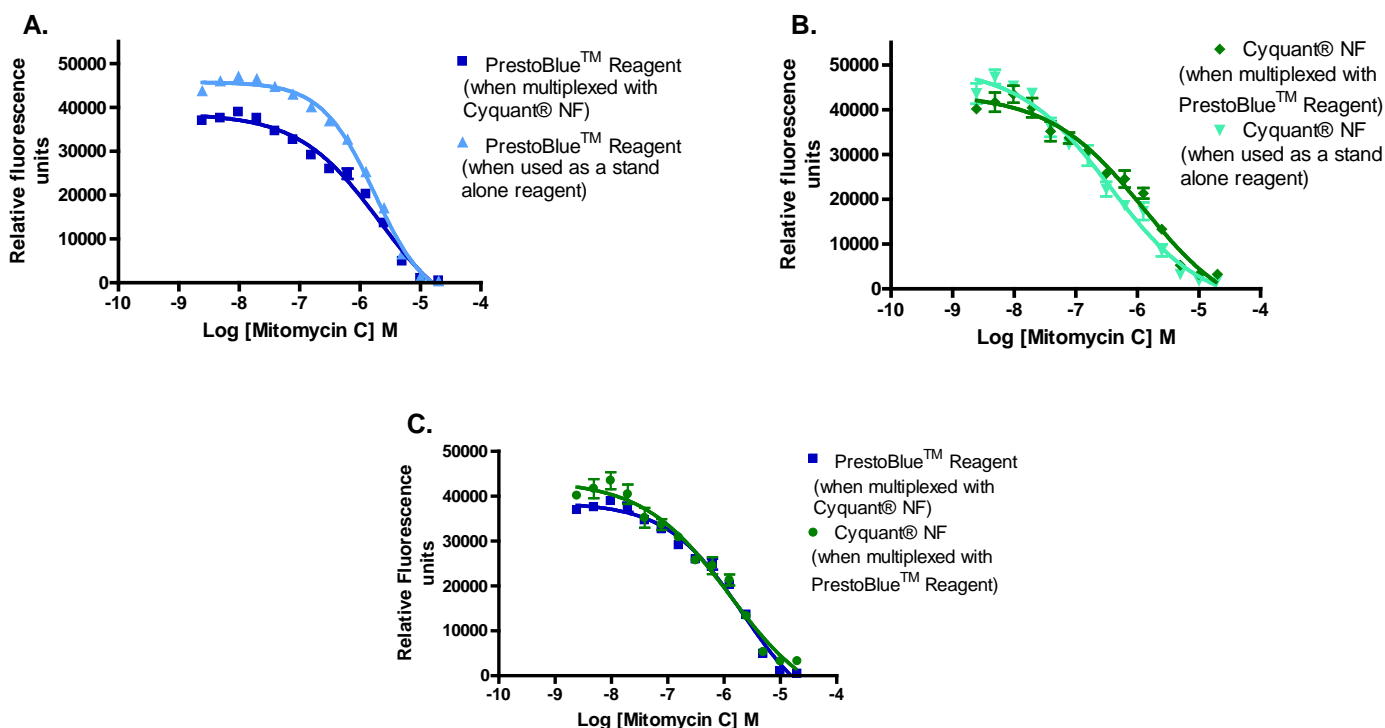 A.
Relative fluorescence
units
50000
40000
30000
20000
10000
0
-10
-9
-8
-7
-6
-5
-4
Log [Mitomycin C] M
PrestoBlue™ Reagent
(when multiplexed with
Cyquant® NF)
PrestoBlue™ Reagent
(when used as a stand
alone reagent)
B.
Relative fluorescence
units
50000
40000
30000
20000
10000
0
-10
-9
-8
-7
-6
-5
-4
Log [Mitomycin C] M
Cyquant® NF
(when multiplexed with
PrestoBlue™ Reagent)
Cyquant® NF
(when used as a stand
alone reagent)
C.
Relative Fluorescence
units
50000
40000
30000
20000
10000
0
-10
-9
-8
-7
-6
-5
-4
Log [Mitomycin C] M
PrestoBlue™ Reagent
(when multiplexed with
Cyquant® NF)
Cyquant® NF
(when multiplexed with
PrestoBlue™ Reagent)